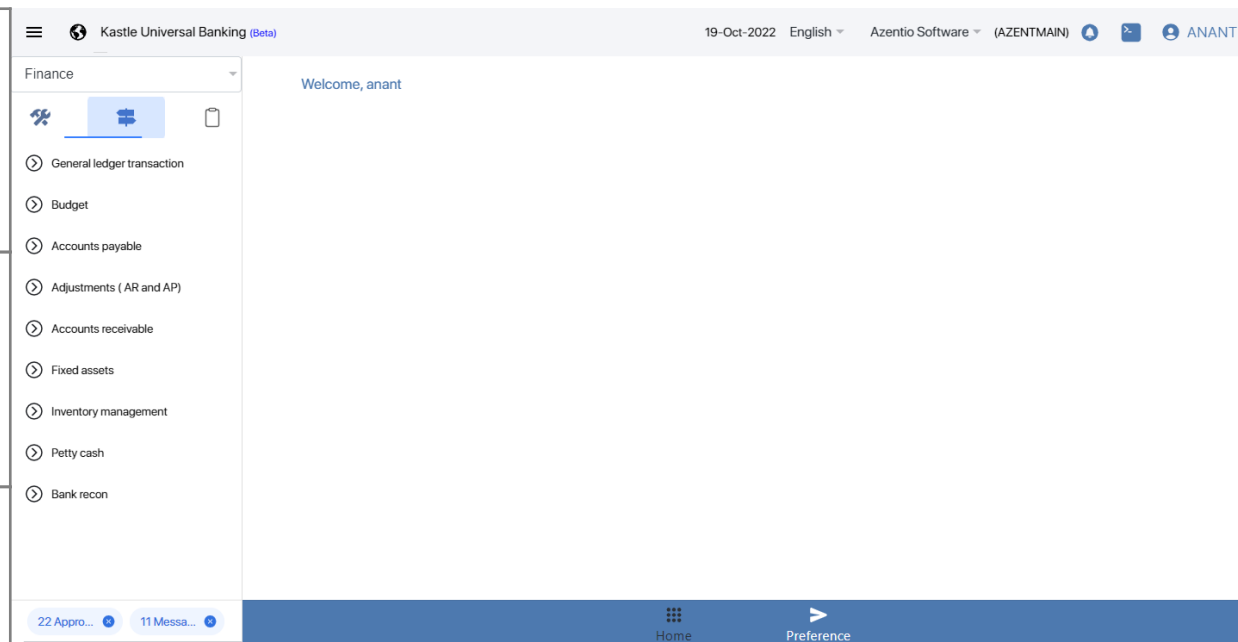 Kastle Universal Banking (Beta) 19-Oct-2022 English Azentio Software (AZENTMAIN) ANANT
Finance
Welcome, anant
General ledger transaction
Budget
Accounts payable
Adjustments ( AR and AP)
Accounts receivable
Fixed assets
Inventory management
Petty cash
Bank recon
22 Appro... 11 Messa...
Home Preference